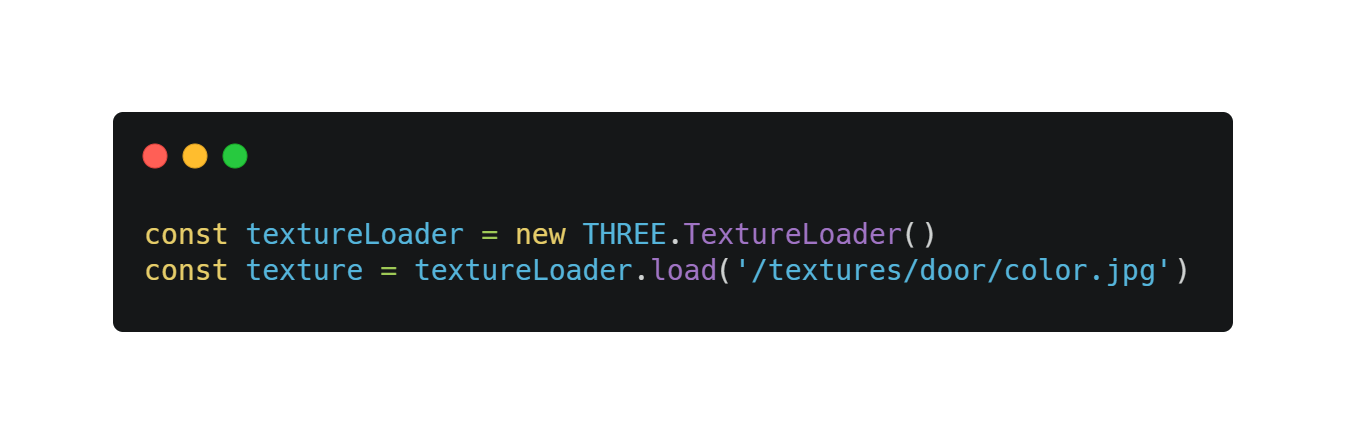 const textureLoader = new THREE.TextureLoader()
const texture = textureLoader.load('/textures/door/color.jpg')